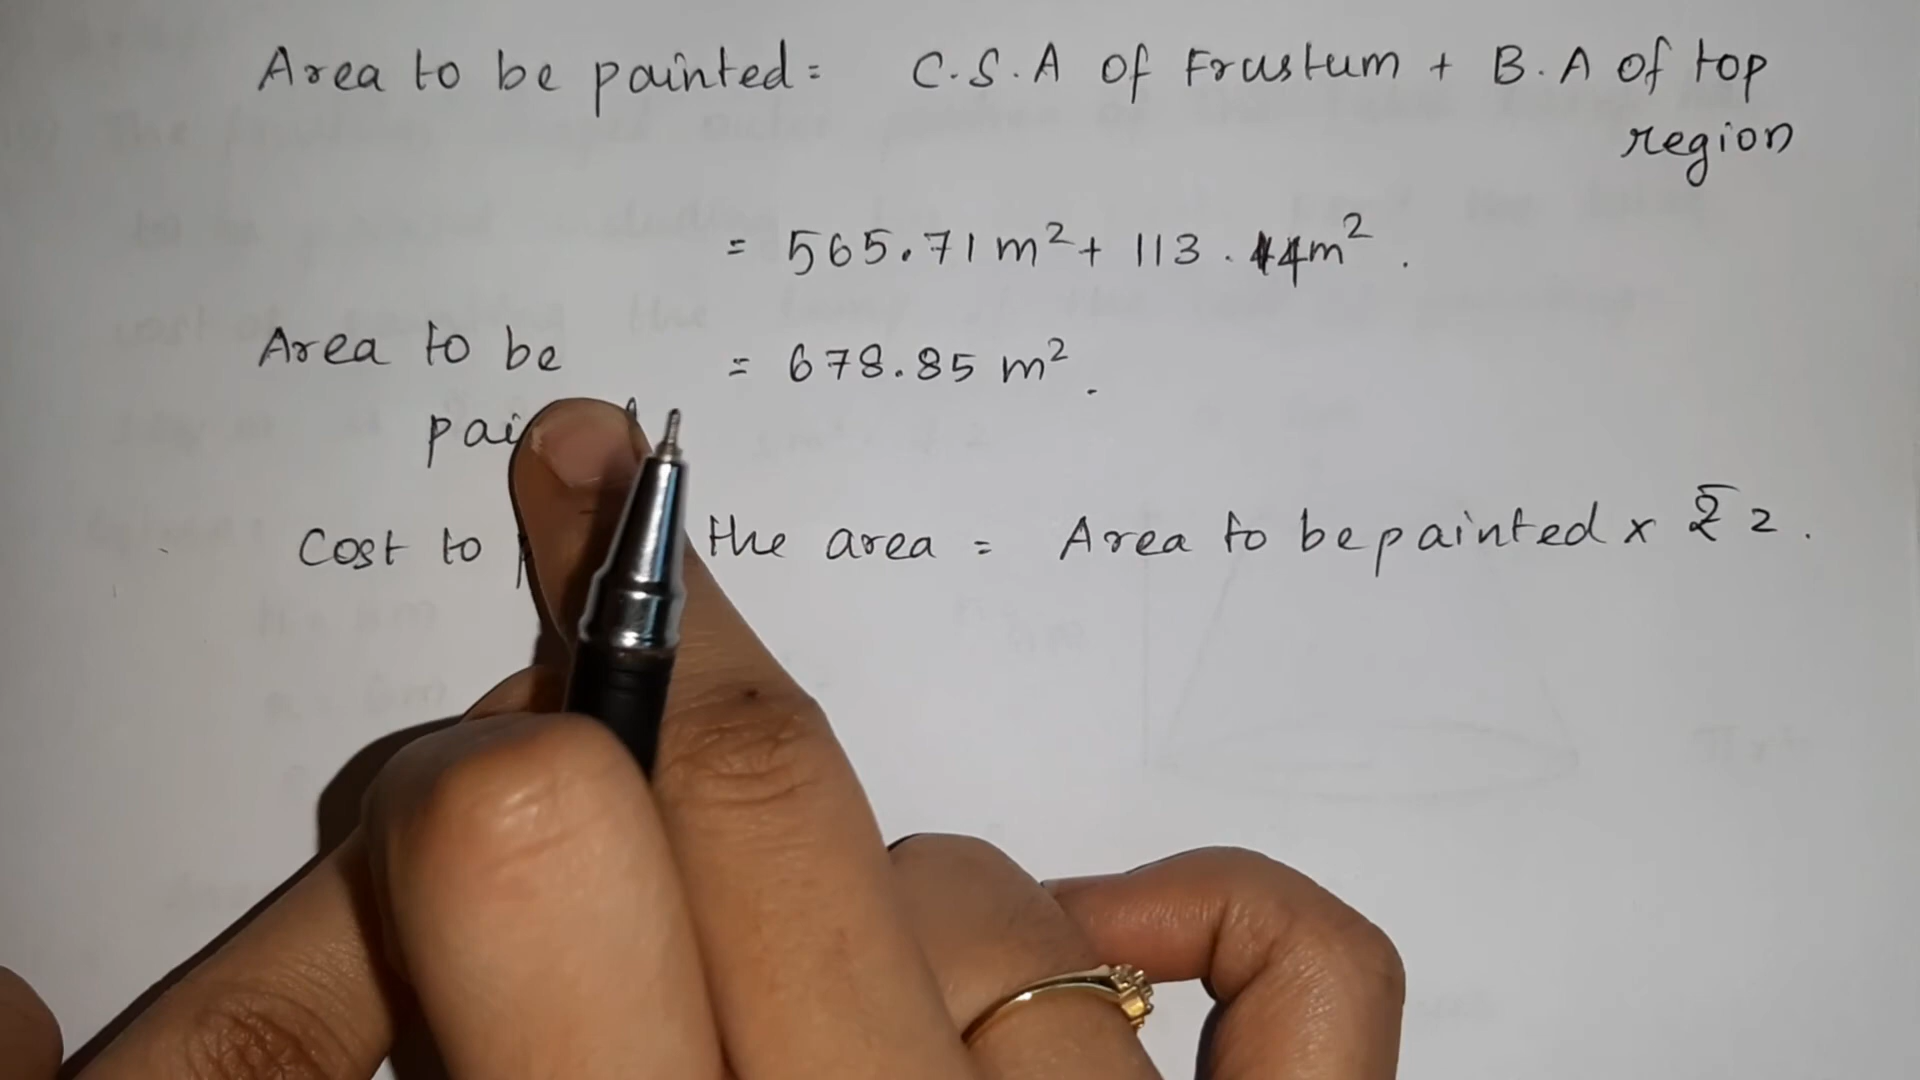 Area to be painted = C.S.A of Frustum + B.A of top
region
= 565.71 m² + 113.14 m².
Area to be = 678.85 m².
Cost to the area = Area to be painted x ₹ 2.